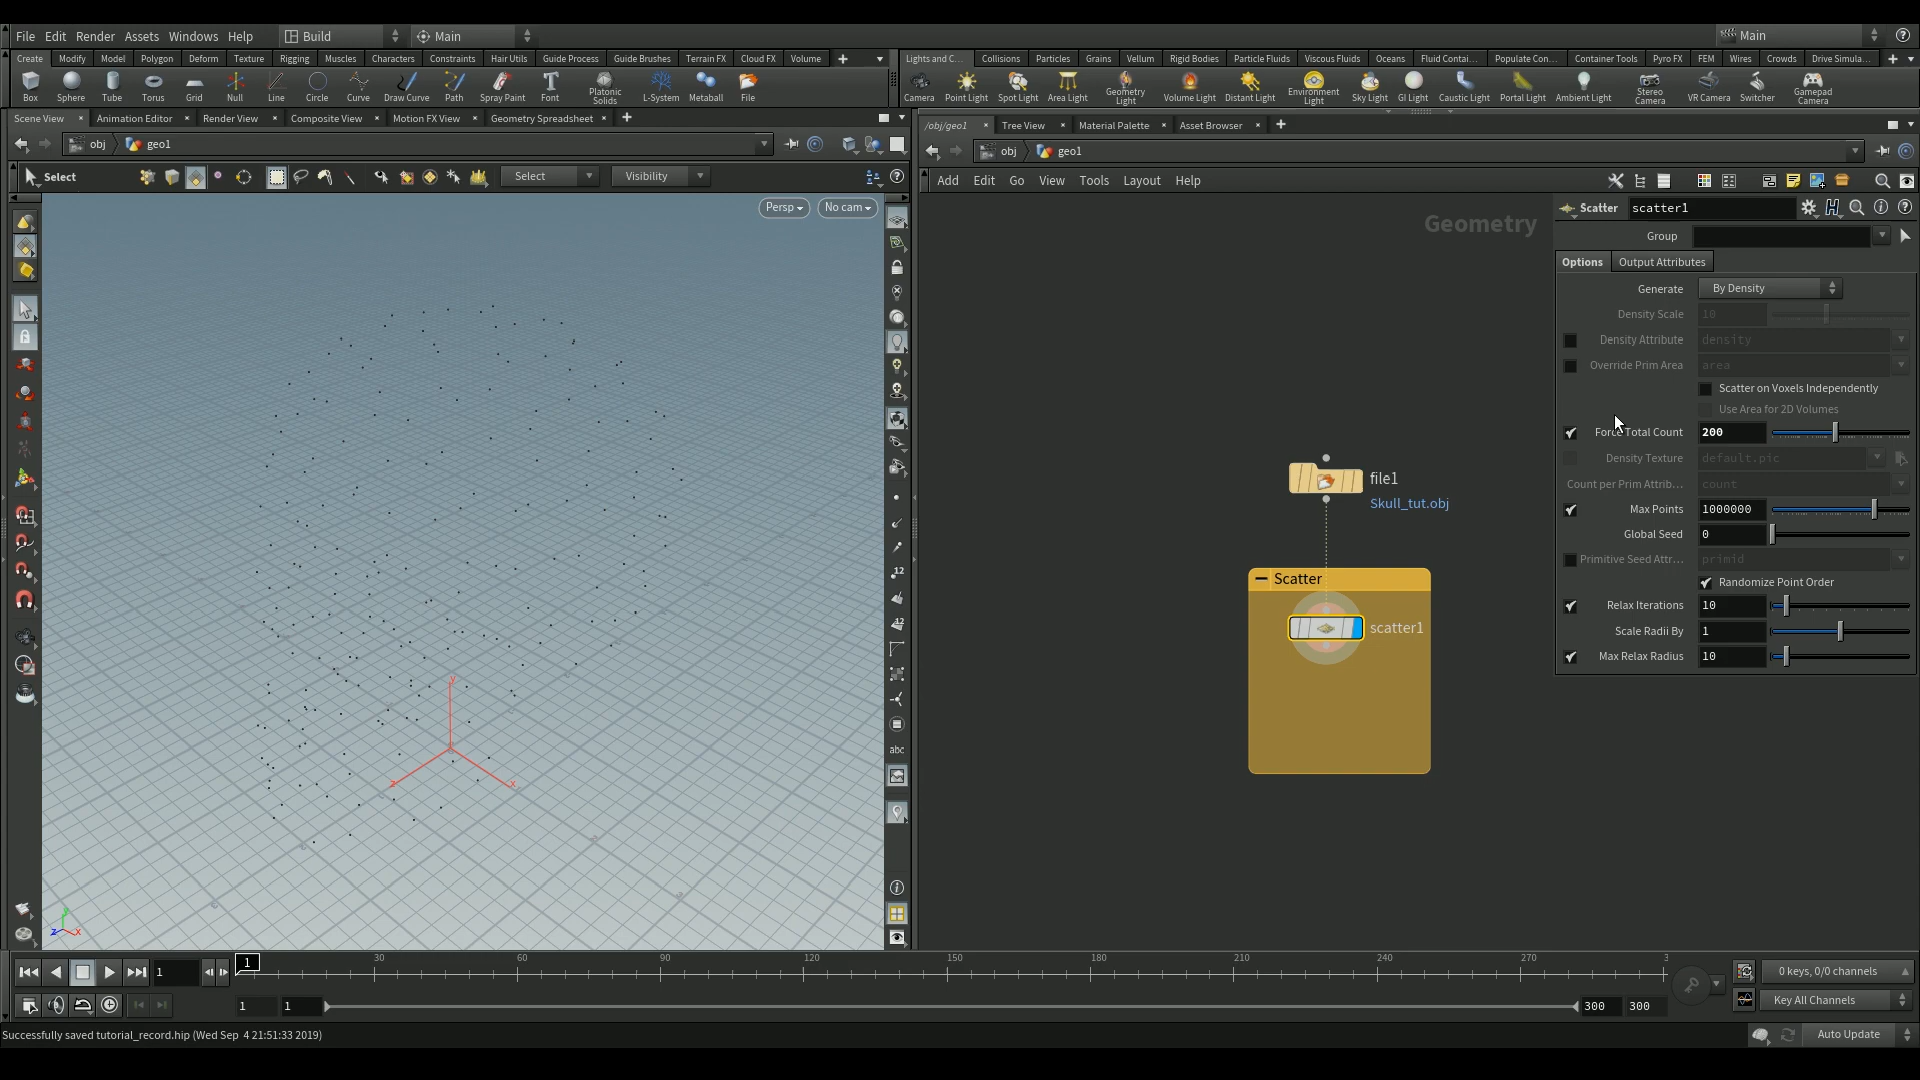 File Edit Render Assets Windows Help Build Main Main
Create Modify Model Polygon Deform Texture Rigging Muscles Characters Constraints Hair Utils Guide Process Guide Brushes Terrain FX Cloud FX Volume
Lights and C... Collisions Particles Grains Vellum Rigid Bodies Particle Fluids Viscous Fluids Oceans Fluid Contai... Populate Con... Container Tools Pyro FX FEM Wires Crowds Drive Simula...
Box Sphere Tube Torus Grid Null Line Circle Curve Draw Curve Path Spray Paint Font Platonic Solids L-System Metaball File
Camera Point Light Spot Light Area Light Geometry Light Volume Light Distant Light Environment Light Sky Light GI Light Caustic Light Portal Light Ambient Light Stereo Camera VR Camera Switcher Gamepad Camera
Scene View Animation Editor Render View Composite View Motion FX View Geometry Spreadsheet
/obj/geo1 Tree View Material Palette Asset Browser
obj geo1
obj geo1
Select Select Visibility
Add Edit Go View Tools Layout Help
Persp No cam
Geometry
Scatter scatter1
Group
Options Output Attributes
Generate By Density
Density Scale 10
Density Attribute density
Override Prim Area area
Scatter on Voxels Independently
Use Area for 2D Volumes
Force Total Count 200
Density Texture default.pic
Count per Prim Attrib... count
Max Points 1000000
Global Seed 0
Primitive Seed Attr... primid
Randomize Point Order
Relax Iterations 10
Scale Radii By 1
Max Relax Radius 10
file1
Skull_tut.obj
Scatter
scatter1
12
12
abc
y
z x
y
z x
1 1 30 60 90 120 150 180 210 240 270 3
0 keys, 0/0 channels
1 1 300 300
Key All Channels
Successfully saved tutorial_record.hip (Wed Sep 4 21:51:33 2019)
Auto Update